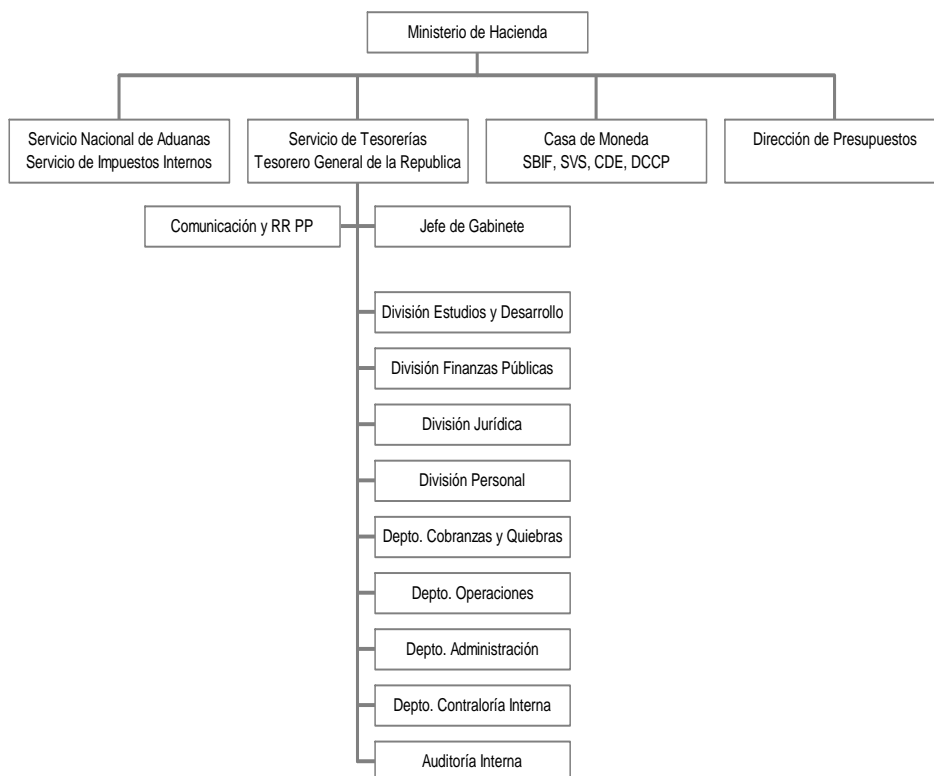 Ministerio de Hacienda
Servicio Nacional de Aduanas
Servicio de Impuestos Internos
Servicio de Tesorerías
Tesorero General de la Republica
Casa de Moneda
SBIF, SVS, CDE, DCCP
Dirección de Presupuestos
Comunicación y RR PP
Jefe de Gabinete
División Estudios y Desarrollo
División Finanzas Públicas
División Jurídica
División Personal
Depto. Cobranzas y Quiebras
Depto. Operaciones
Depto. Administración
Depto. Contraloría Interna
Auditoría Interna